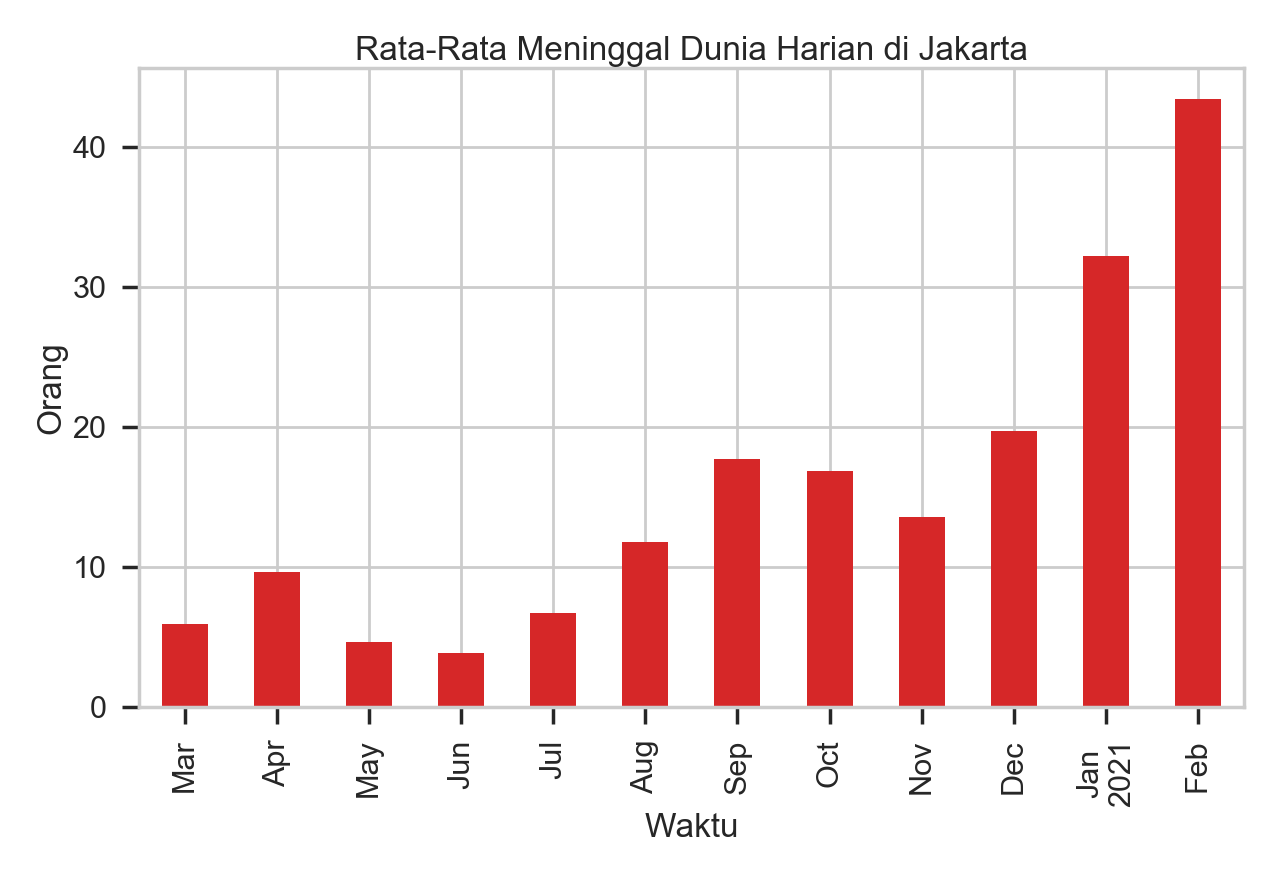 Rata-Rata Meninggal Dunia Harian di Jakarta
Orang
40
30
20
10
0
Mar
Apr
May
Jun
Jul
Aug
Sep
Oct
Nov
Dec
Jan
2021
Feb
Waktu